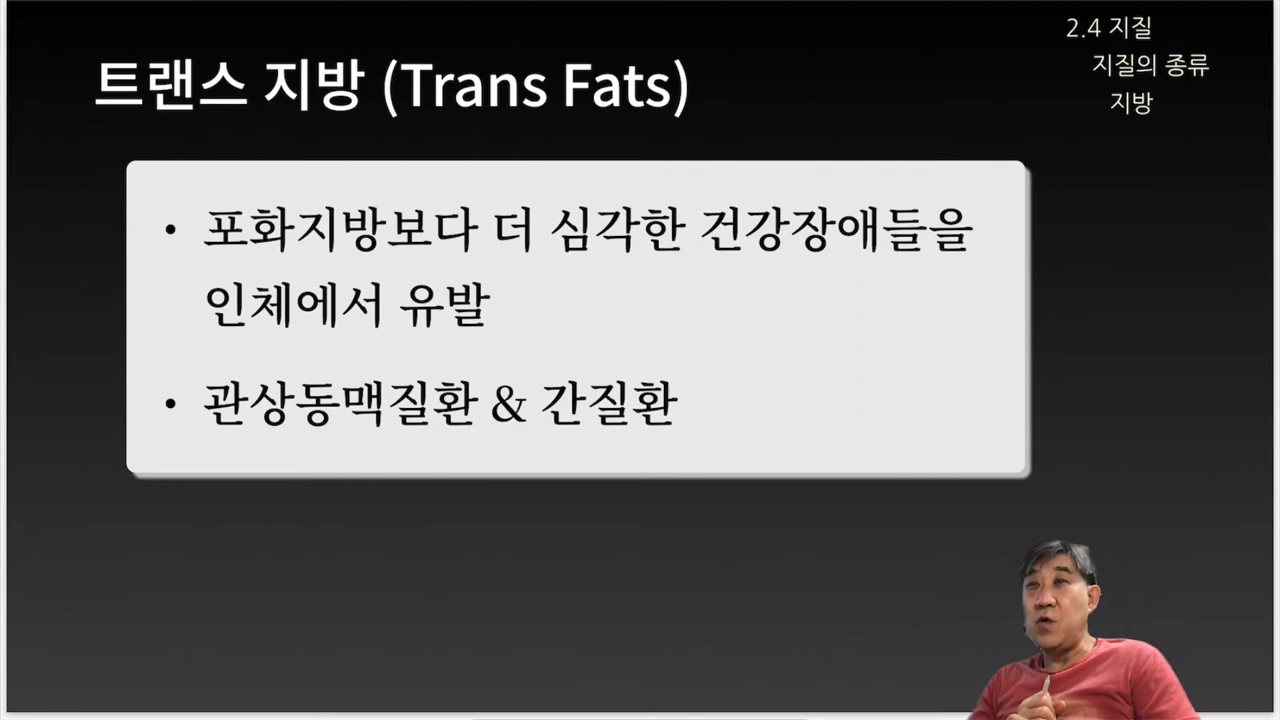 2.4 지질
지질의 종류
지방
트랜스 지방 (Trans Fats)
• 포화지방보다 더 심각한 건강장애들을
인체에서 유발
• 관상동맥질환 & 간질환